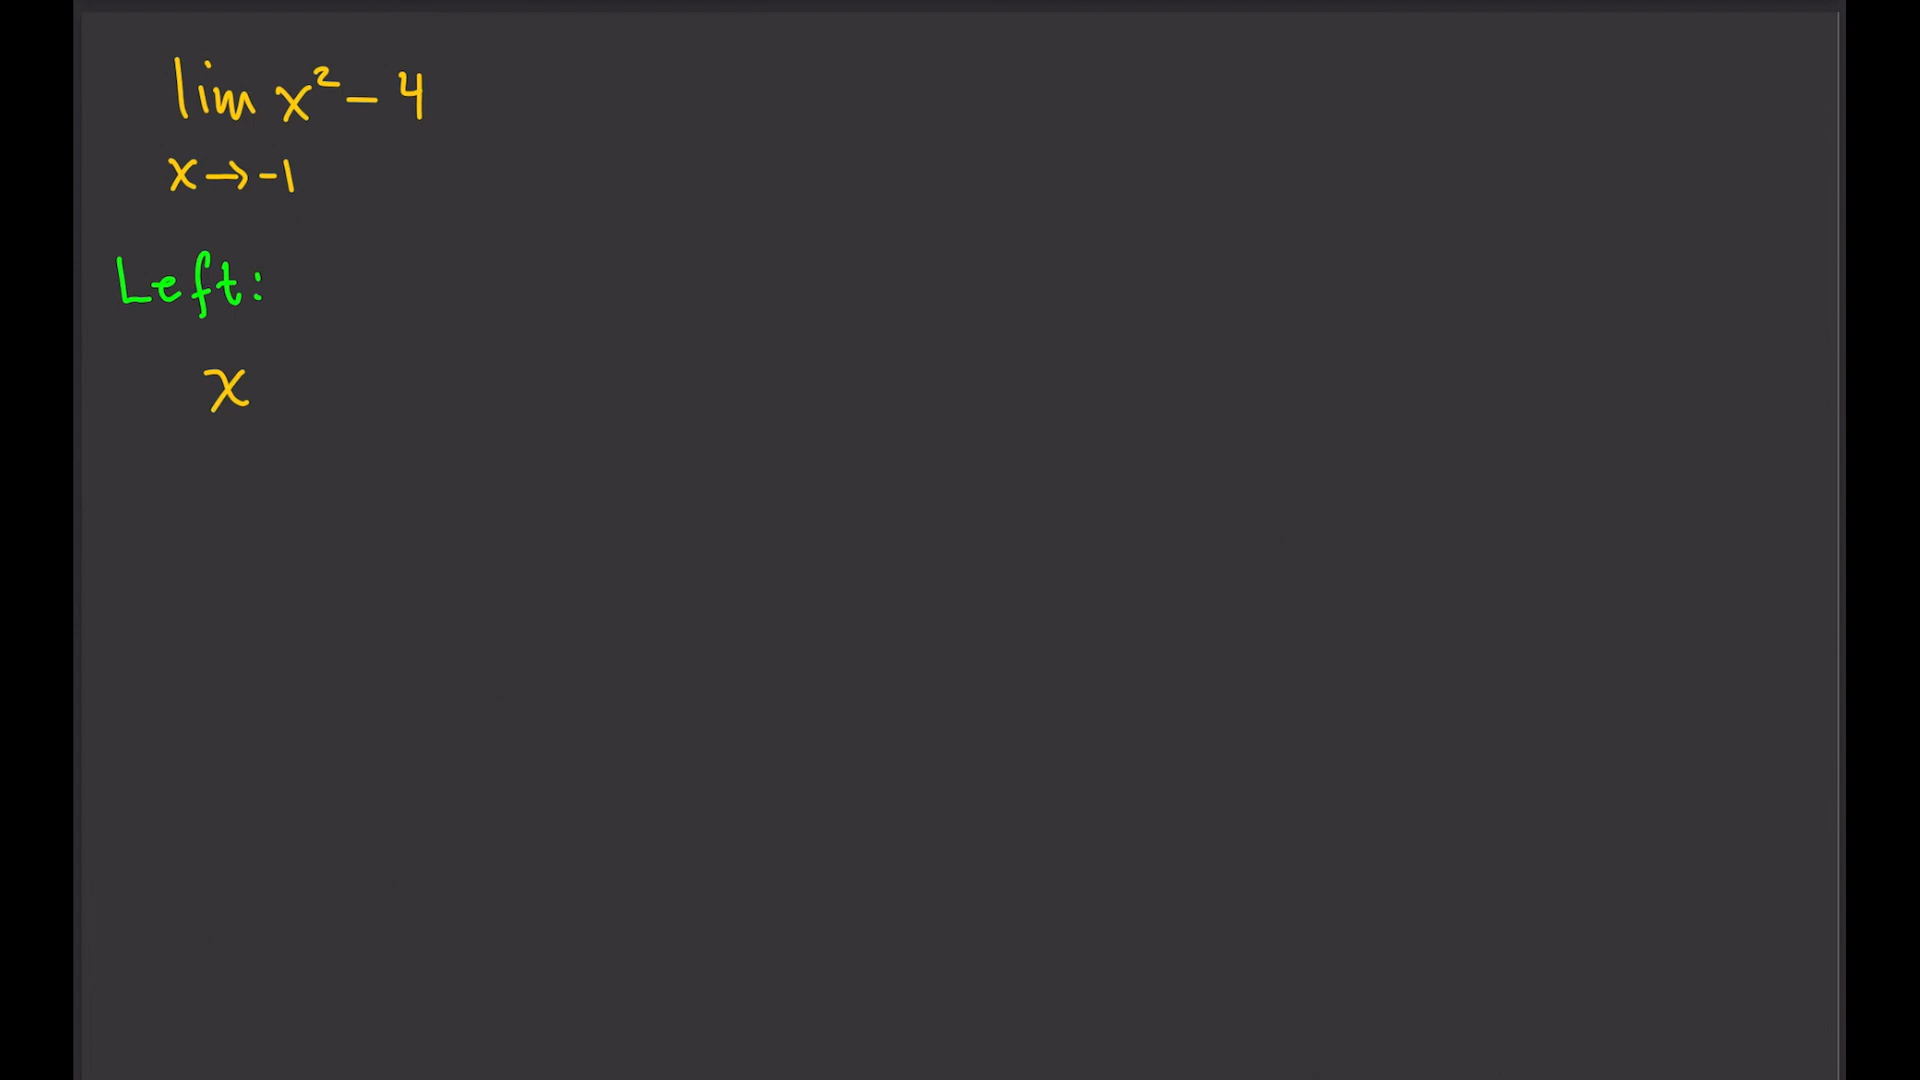 lim x² – 4
x → -1
Left:
x